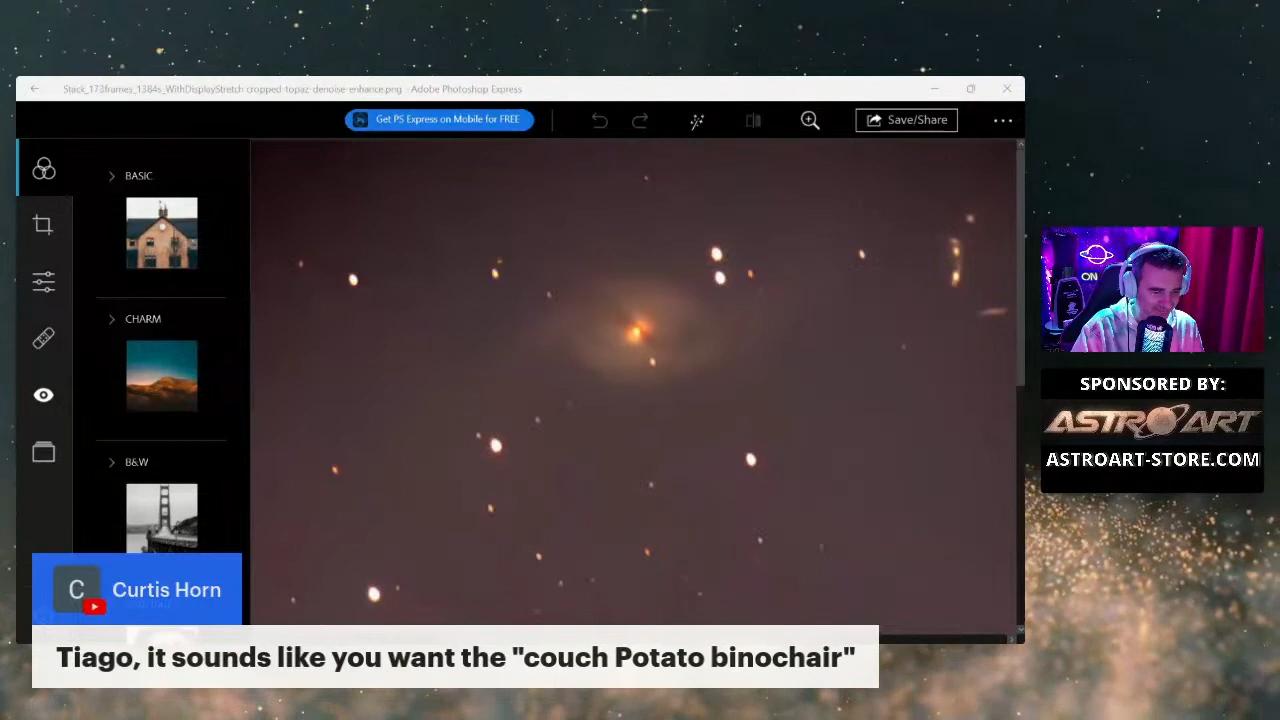 Stack_173frames_1384s_WithDisplayStretch cropped-topaz-denoise-enhance.png - Adobe Photoshop Express
Get PS Express on Mobile for FREE
Save/Share
BASIC
CHARM
B&W
ON
SPONSORED BY:
ASTROART
ASTROART-STORE.COM
C
Curtis Horn
Tiago, it sounds like you want the "couch Potato binochair"